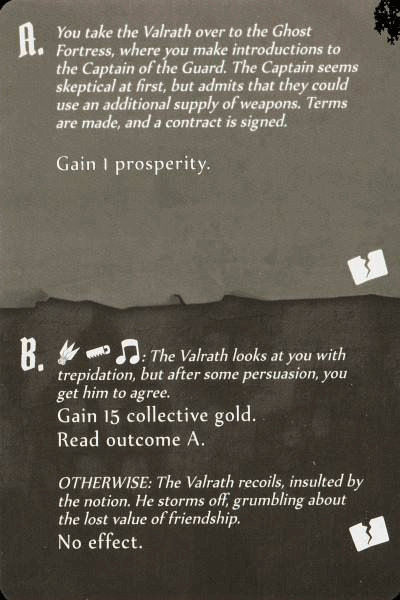 A. You take the Valrath over to the Ghost
Fortress, where you make introductions to
the Captain of the Guard. The Captain seems
skeptical at first, but admits that they could
use an additional supply of weapons. Terms
are made, and a contract is signed.
Gain 1 prosperity.
B. : The Valrath looks at you with
trepidation, but after some persuasion, you
get him to agree.
Gain 15 collective gold.
Read outcome A.
OTHERWISE: The Valrath recoils, insulted by
the notion. He storms off, grumbling about
the lost value of friendship.
No effect.